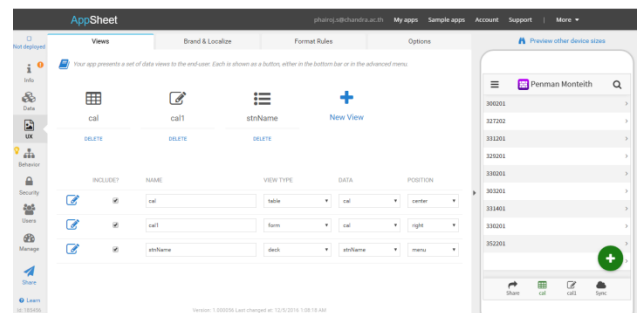 AppSheet phairoj.s@chandra.ac.th My apps Sample apps Account Support | More
Not deployed Views Brand & Localize Format Rules Options Preview other device sizes
Your app presents a set of data views to the end-user. Each is shown as a button, either in the bottom bar or in the advanced menu.
Info
Penman Monteith
Data
300201
cal cal1 stnName New View
327202
UX
331201
DELETE DELETE DELETE
329201
Behavior
330201
INCLUDE? NAME VIEW TYPE DATA POSITION
Security
303201
cal table cal center
331401
Users
cal1 form cal right
330201
Manage
352201
stnName deck stnName menu
Share
Share cal cal1 Sync
Learn